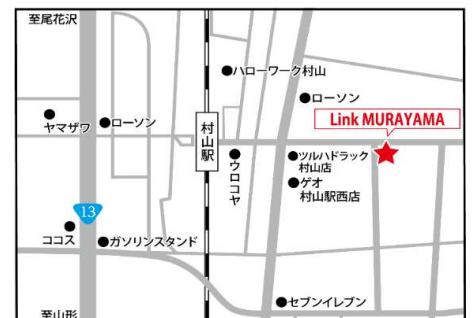 至尾花沢
ハローワーク村山
ローソン
Link MURAYAMA
ヤマザワ
ローソン
村山駅
ウロコヤ
ツルハドラック
村山店
ゲオ
村山駅西店
13
ココス
ガソリンスタンド
セブンイレブン
至山形